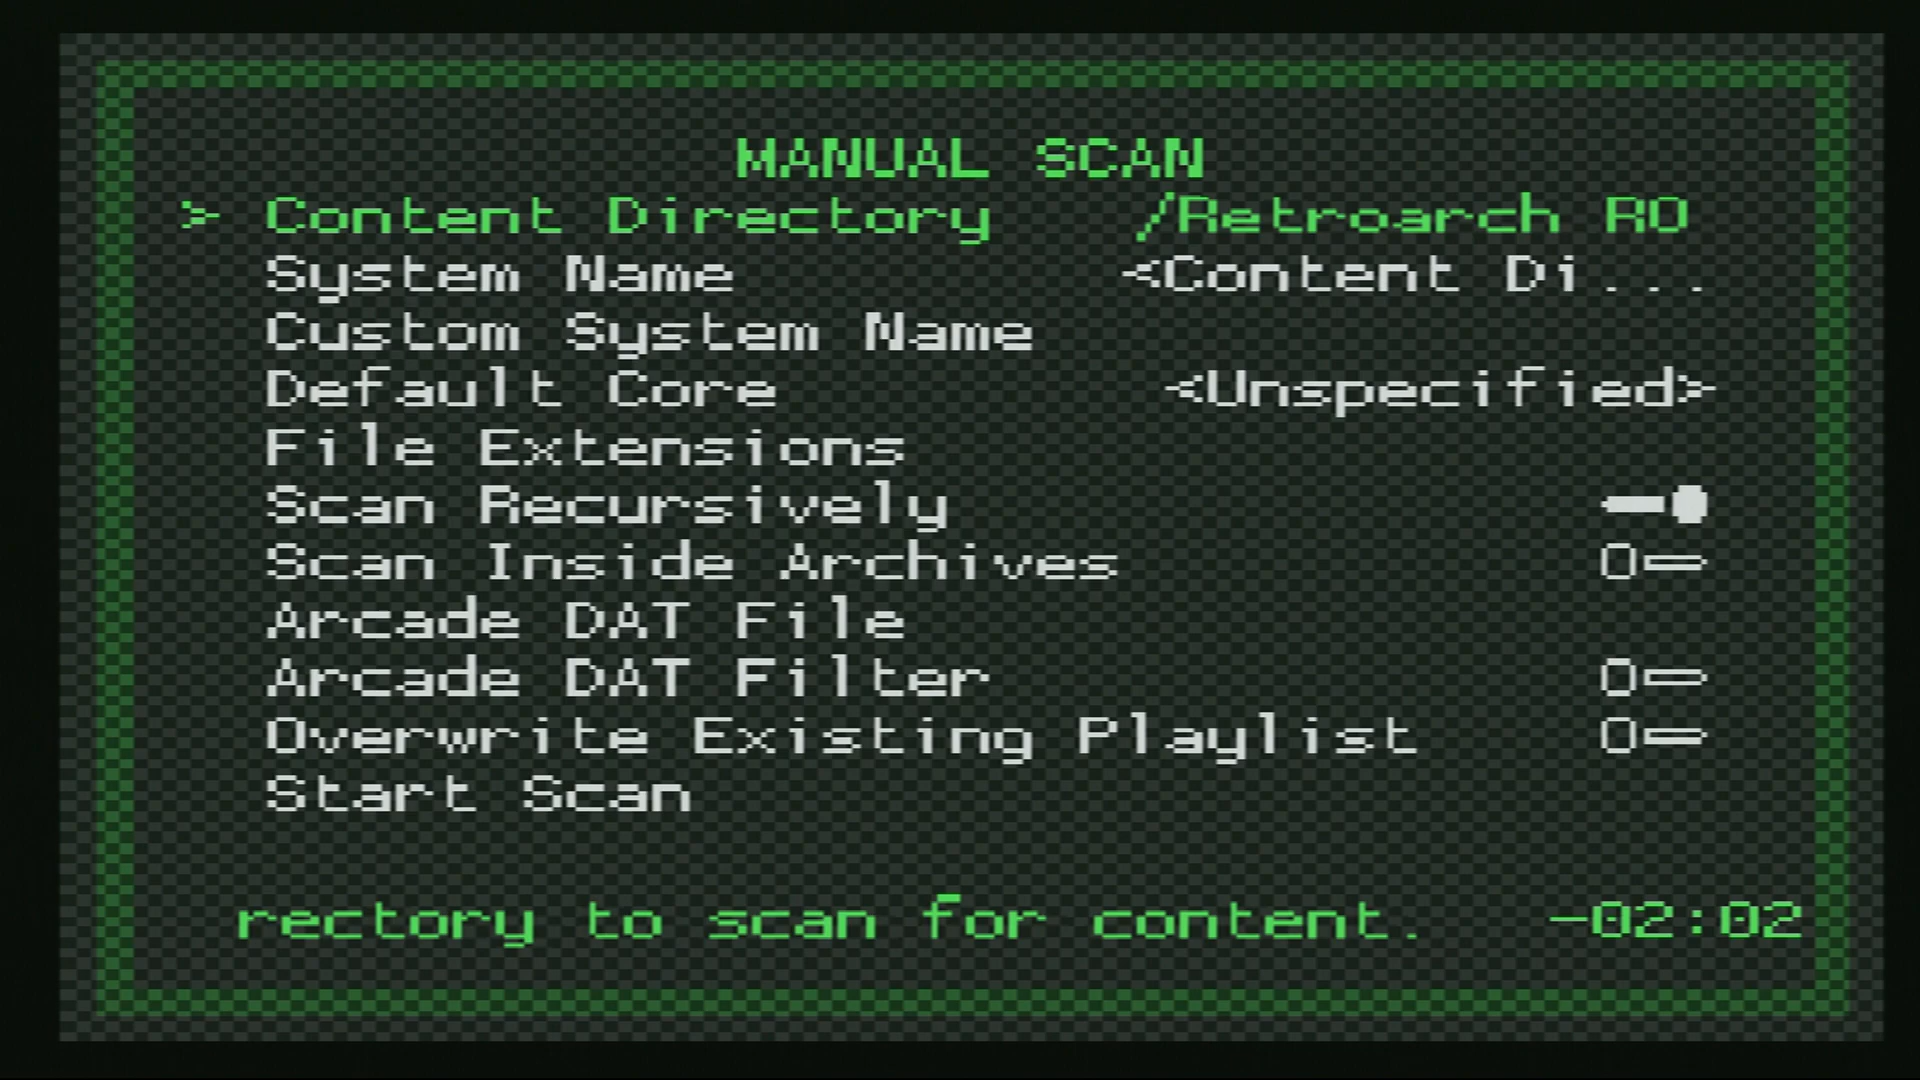 MANUAL SCAN
> Content Directory /Retroarch RO
System Name <Content Di...
Custom System Name
Default Core <Unspecified>
File Extensions
Scan Recursively
Scan Inside Archives
Arcade DAT File
Arcade DAT Filter
Overwrite Existing Playlist
Start Scan
rectory to scan for content. -02:02